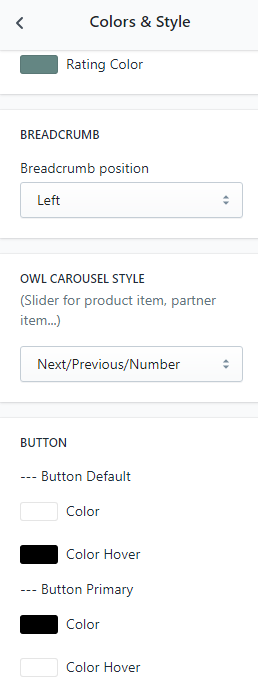 Colors & Style
Rating Color
BREADCRUMB
Breadcrumb position
Left
OWL CAROUSEL STYLE
(Slider for product item, partner
item...)
Next/Previous/Number
BUTTON
--- Button Default
Color
Color Hover
--- Button Primary
Color
Color Hover